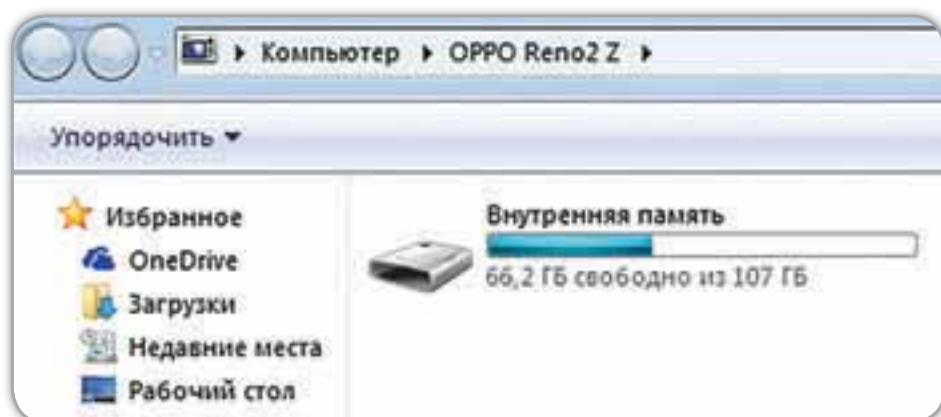 Компьютер OPPO Reno2 Z
Упорядочить
Избранное
OneDrive
Загрузки
Недавние места
Рабочий стол
Внутренняя память
66,2 ГБ свободно из 107 ГБ